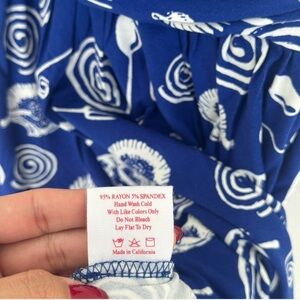 95% RAYON 5% SPANDEX
Hand Wash Cold
With Like Colors Only
Do Not Bleach
Lay Flat To Dry
Made in California